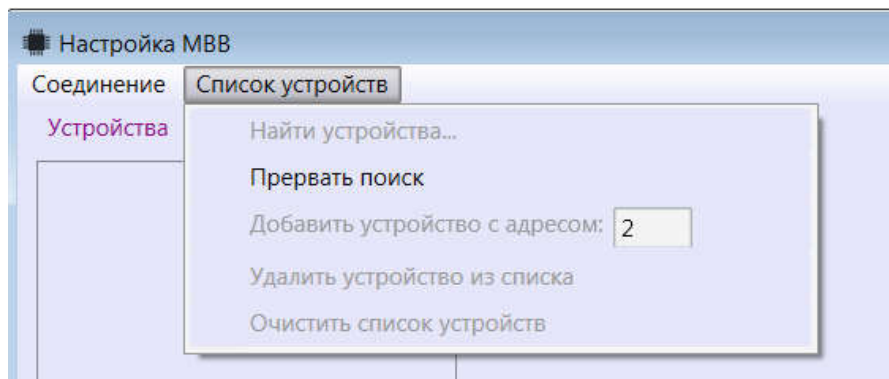 Настройка МВВ
Соединение Список устройств
Устройства
Найти устройства...
Прервать поиск
Добавить устройство с адресом: 2
Удалить устройство из списка
Очистить список устройств